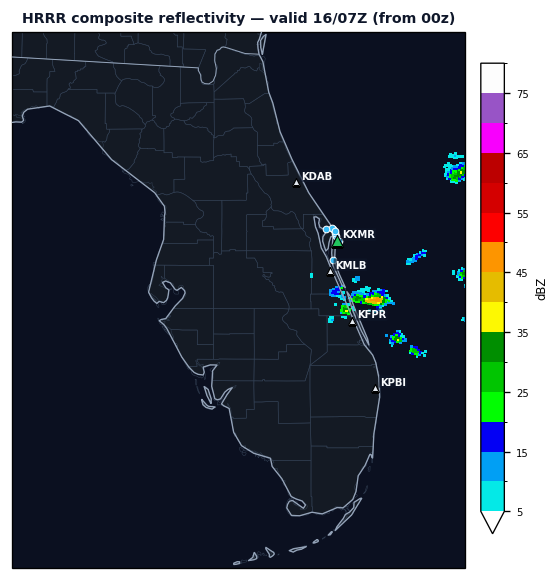 HRRR composite reflectivity — valid 16/07Z (from 00z)
KDAB
KXMR
KMLB
KFPR
KPBI
75
65
55
45
35
25
15
5
dBZ